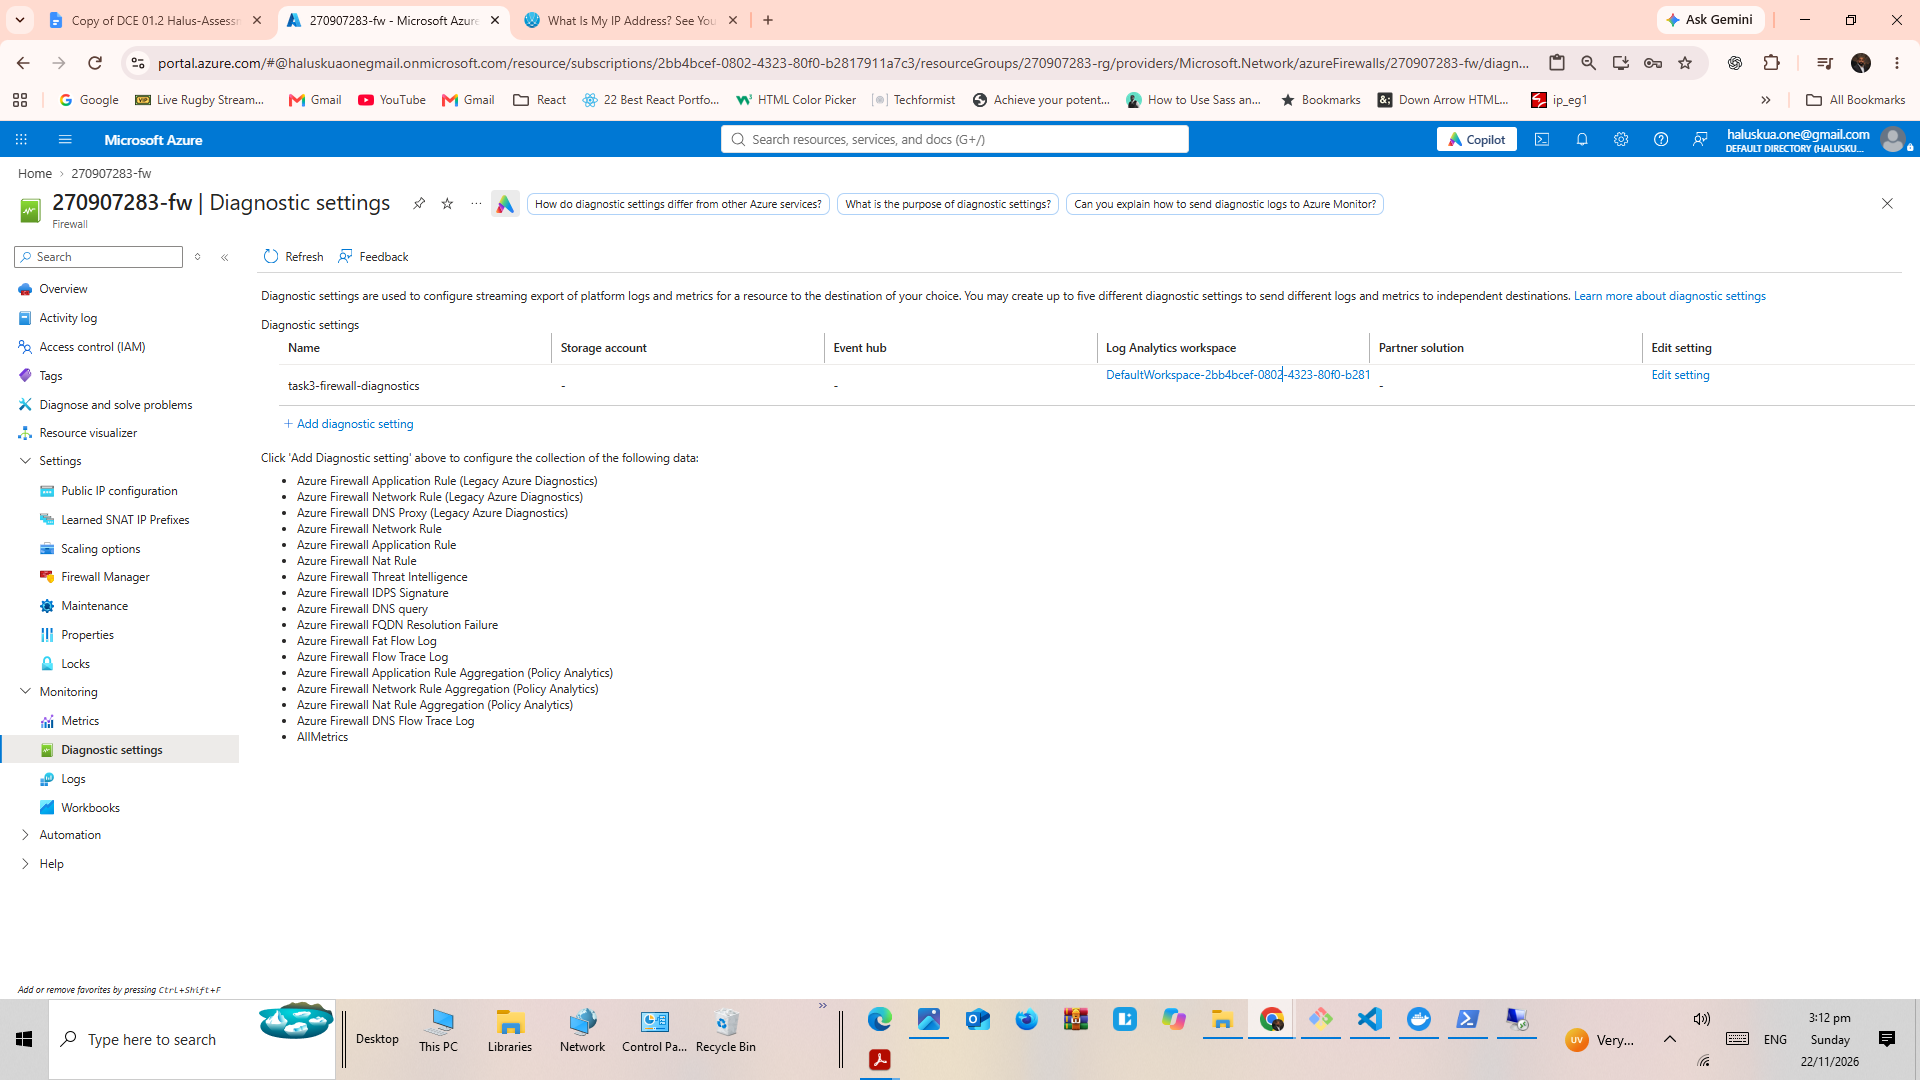 Copy of DCE 01.2 Halus-Assessm
270907283-fw - Microsoft Azure
What Is My IP Address? See You
Ask Gemini
portal.azure.com/#@haluskuaonegmail.onmicrosoft.com/resource/subscriptions/2bb4bcef-0802-4323-80f0-b2817911a7c3/resourceGroups/270907283-rg/providers/Microsoft.Network/azureFirewalls/270907283-fw/diagn...
Google
Live Rugby Stream...
Gmail
YouTube
Gmail
React
22 Best React Portfo...
HTML Color Picker
Techformist
Achieve your potent...
How to Use Sass an...
Bookmarks
Down Arrow HTML...
ip_eg1
All Bookmarks
Microsoft Azure
Search resources, services, and docs (G+/)
Copilot
haluskua.one@gmail.com
DEFAULT DIRECTORY (HALUSKU...
Home > 270907283-fw
270907283-fw | Diagnostic settings
Firewall
How do diagnostic settings differ from other Azure services?
What is the purpose of diagnostic settings?
Can you explain how to send diagnostic logs to Azure Monitor?
Search
Overview
Activity log
Access control (IAM)
Tags
Diagnose and solve problems
Resource visualizer
Settings
Public IP configuration
Learned SNAT IP Prefixes
Scaling options
Firewall Manager
Maintenance
Properties
Locks
Monitoring
Metrics
Diagnostic settings
Logs
Workbooks
Automation
Help
Add or remove favorites by pressing Ctrl+Shift+F
Refresh
Feedback
Diagnostic settings are used to configure streaming export of platform logs and metrics for a resource to the destination of your choice. You may create up to five different diagnostic settings to send different logs and metrics to independent destinations. Learn more about diagnostic settings
Diagnostic settings
Name Storage account Event hub Log Analytics workspace Partner solution Edit setting
task3-firewall-diagnostics - - DefaultWorkspace-2bb4bcef-0802-4323-80f0-b281 - Edit setting
+ Add diagnostic setting
Click 'Add Diagnostic setting' above to configure the collection of the following data:
• Azure Firewall Application Rule (Legacy Azure Diagnostics)
• Azure Firewall Network Rule (Legacy Azure Diagnostics)
• Azure Firewall DNS Proxy (Legacy Azure Diagnostics)
• Azure Firewall Network Rule
• Azure Firewall Application Rule
• Azure Firewall Nat Rule
• Azure Firewall Threat Intelligence
• Azure Firewall IDPS Signature
• Azure Firewall DNS query
• Azure Firewall FQDN Resolution Failure
• Azure Firewall Fat Flow Log
• Azure Firewall Flow Trace Log
• Azure Firewall Application Rule Aggregation (Policy Analytics)
• Azure Firewall Network Rule Aggregation (Policy Analytics)
• Azure Firewall Nat Rule Aggregation (Policy Analytics)
• Azure Firewall DNS Flow Trace Log
• AllMetrics
Type here to search
Desktop
This PC
Libraries
Network
Control Pa...
Recycle Bin
UV
Very...
ENG
3:12 pm
Sunday
22/11/2026